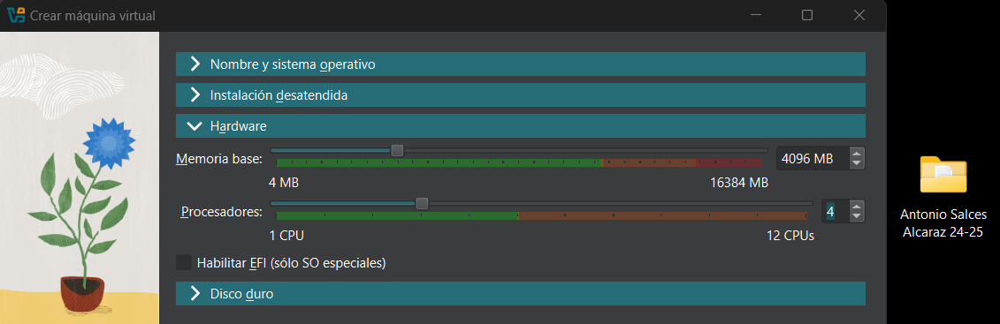 Crear máquina virtual
Nombre y sistema operativo
Instalación desatendida
Hardware
Memoria base:
4096 MB
4 MB
16384 MB
Procesadores:
4
1 CPU
12 CPUs
Habilitar EFI (sólo SO especiales)
Disco duro
Antonio Salces
Alcaraz 24-25